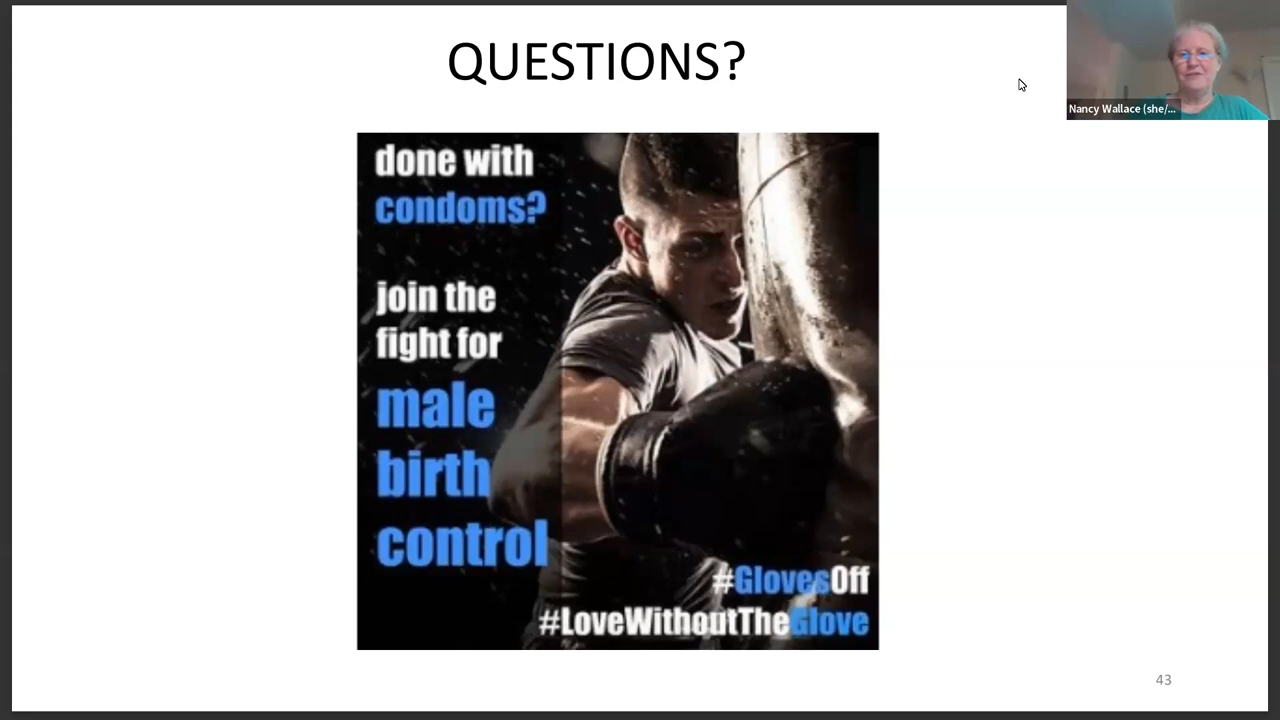 QUESTIONS?
Nancy Wallace (she/...
done with
condoms?
join the
fight for
male
birth
control
#GlovesOff
#LoveWithoutTheGlove
43